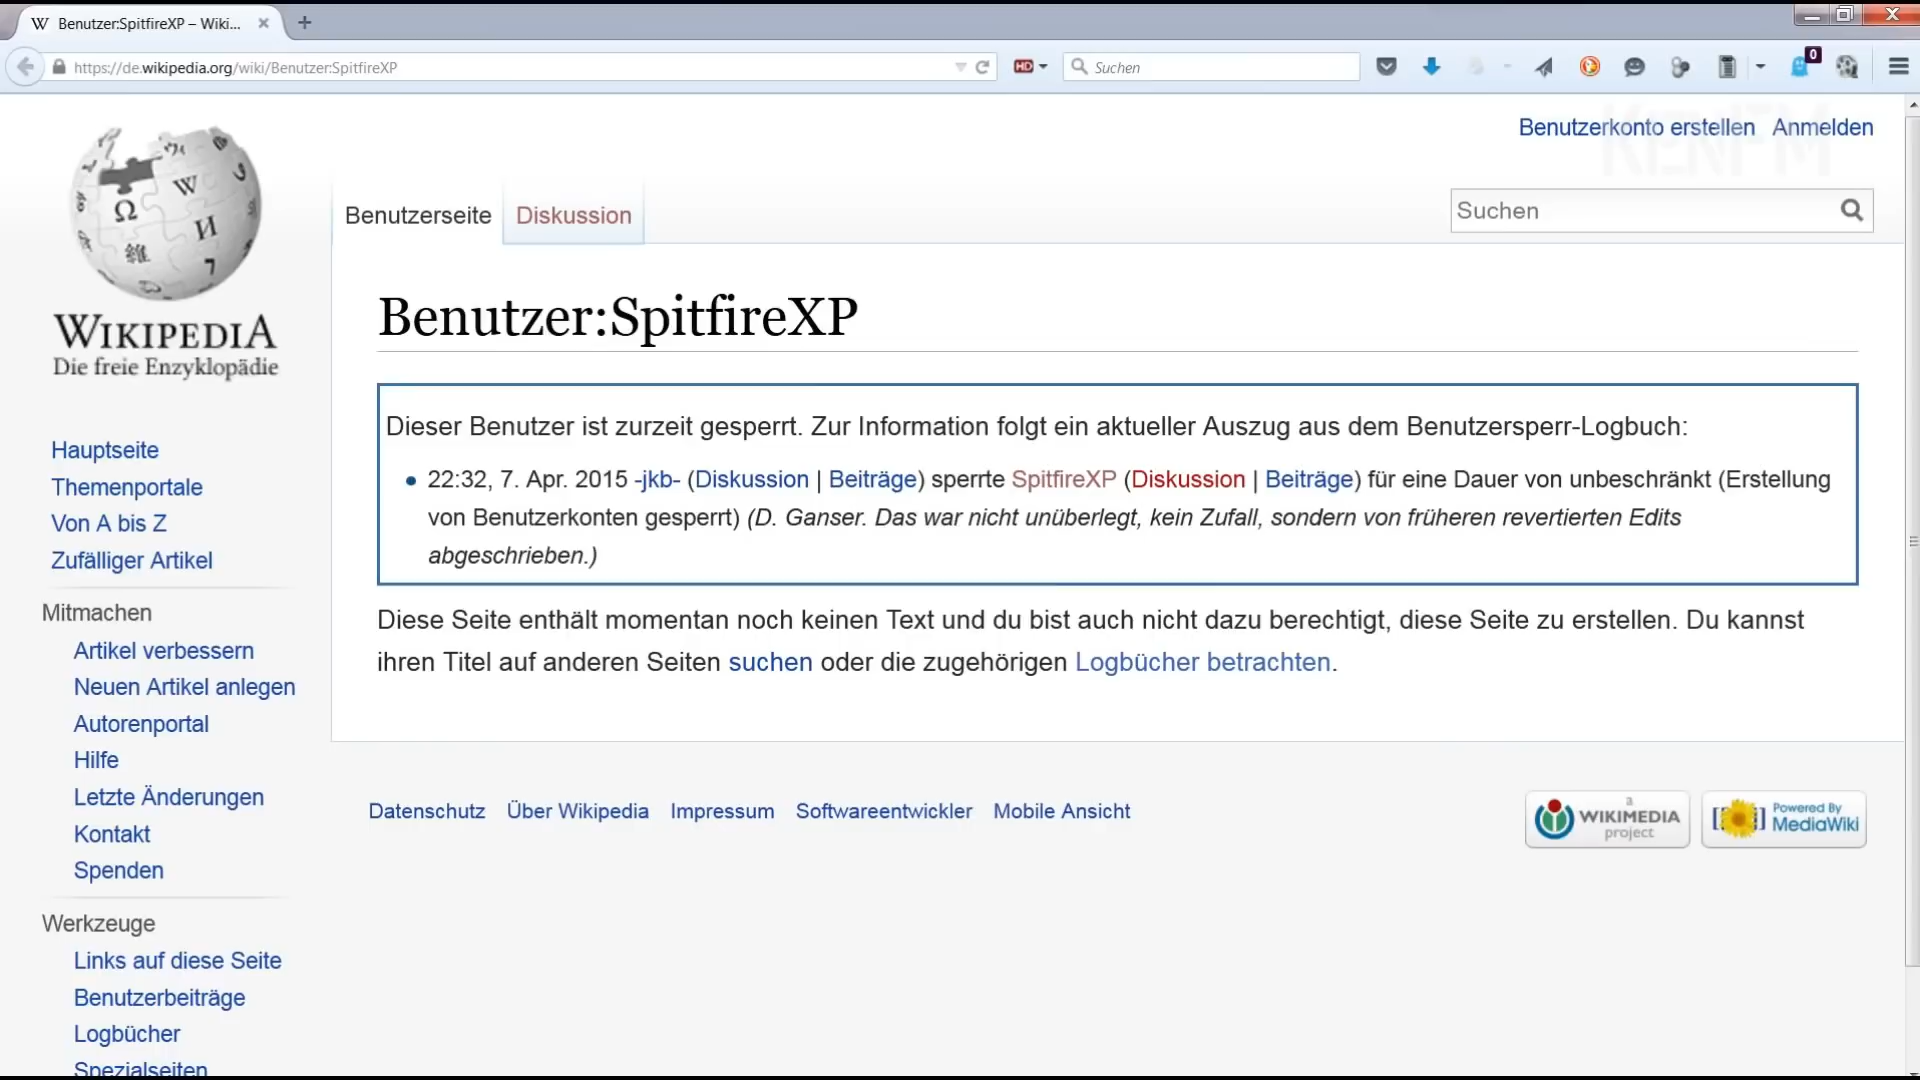 Benutzer:SpitfireXP – Wiki...
https://de.wikipedia.org/wiki/Benutzer:SpitfireXP
HD
Suchen
0
KENFM
Benutzerkonto erstellen Anmelden
Benutzerseite
Diskussion
Suchen
WIKIPEDIA
Die freie Enzyklopädie
Benutzer:SpitfireXP
Dieser Benutzer ist zurzeit gesperrt. Zur Information folgt ein aktueller Auszug aus dem Benutzersperr-Logbuch:
22:32, 7. Apr. 2015 -jkb- (Diskussion | Beiträge) sperrte SpitfireXP (Diskussion | Beiträge) für eine Dauer von unbeschränkt (Erstellung
von Benutzerkonten gesperrt) (D. Ganser. Das war nicht unüberlegt, kein Zufall, sondern von früheren revertierten Edits
abgeschrieben.)
Diese Seite enthält momentan noch keinen Text und du bist auch nicht dazu berechtigt, diese Seite zu erstellen. Du kannst
ihren Titel auf anderen Seiten suchen oder die zugehörigen Logbücher betrachten.
Hauptseite
Themenportale
Von A bis Z
Zufälliger Artikel
Mitmachen
Artikel verbessern
Neuen Artikel anlegen
Autorenportal
Hilfe
Letzte Änderungen
Kontakt
Spenden
Werkzeuge
Links auf diese Seite
Benutzerbeiträge
Logbücher
Spezialseiten
Datenschutz Über Wikipedia Impressum Softwareentwickler Mobile Ansicht
a
WIKIMEDIA
project
Powered By
MediaWiki